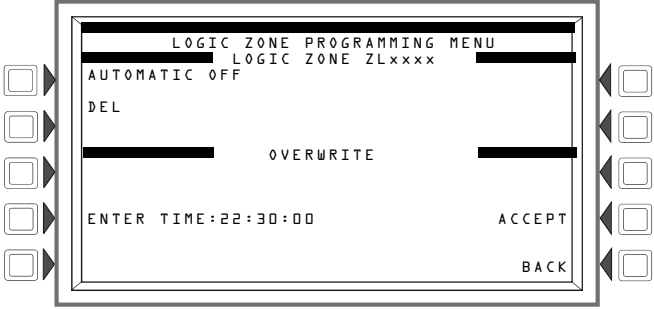 LOGIC ZONE PROGRAMMING MENU
LOGIC ZONE ZLxxxx
AUTOMATIC OFF
DEL
OVERWRITE
ENTER TIME:22:30:00 ACCEPT
BACK